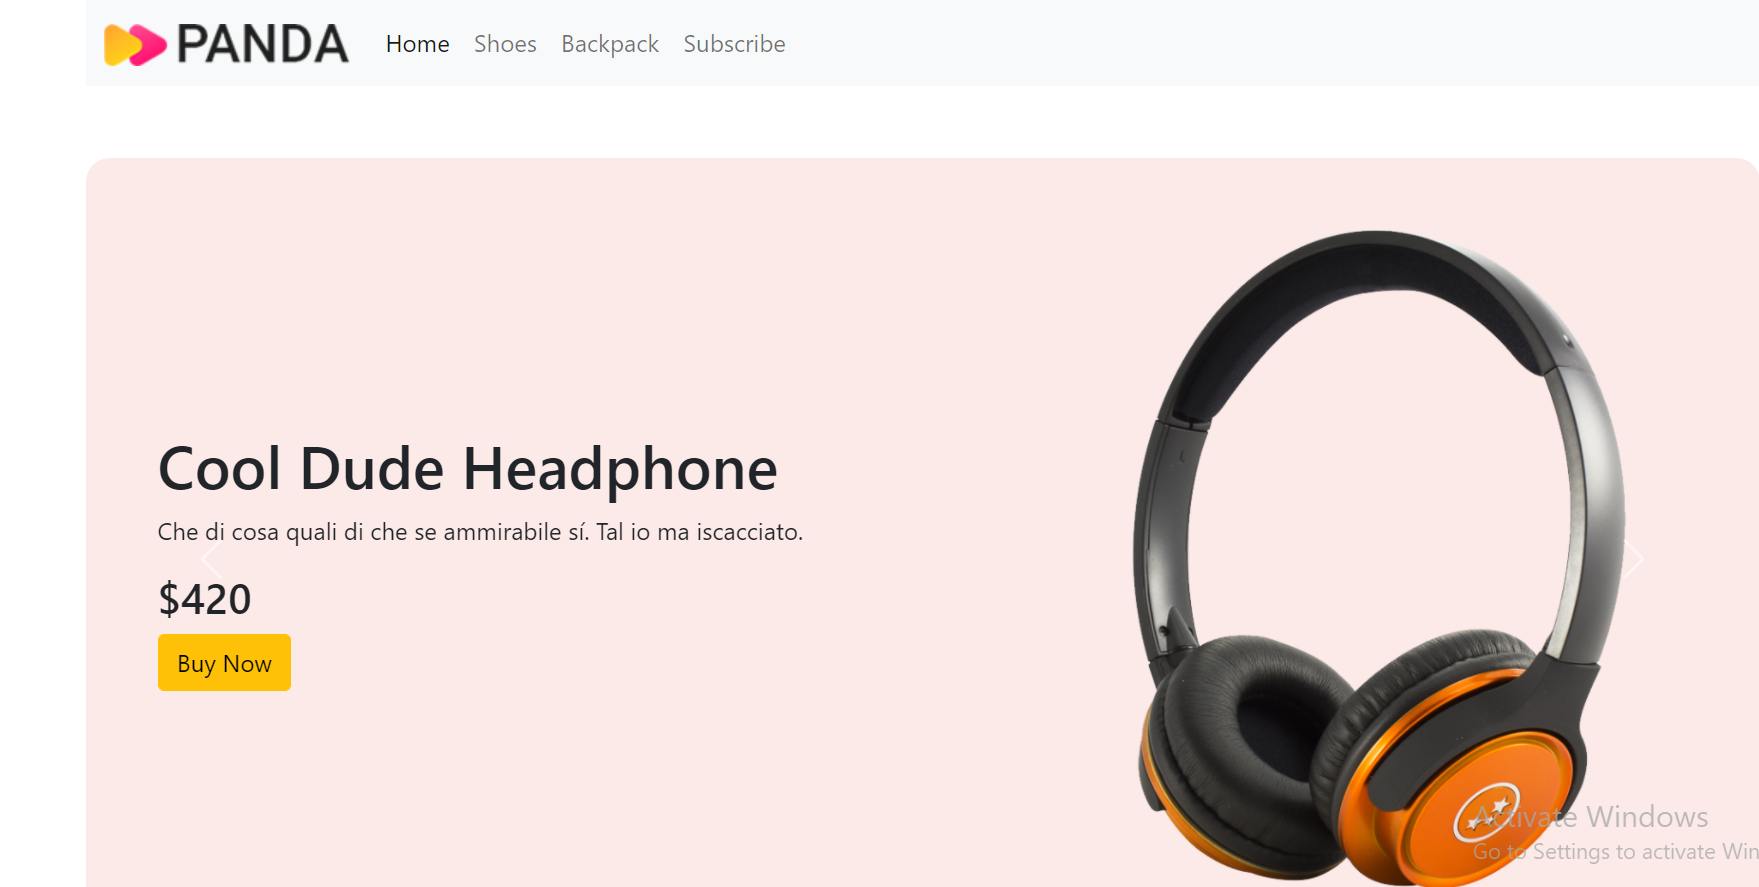 PANDA Home Shoes Backpack Subscribe
Cool Dude Headphone
Che di cosa quali di che se ammirabile sí. Tal io ma iscacciato.
$420
Buy Now
Activate Windows
Go to Settings to activate Win